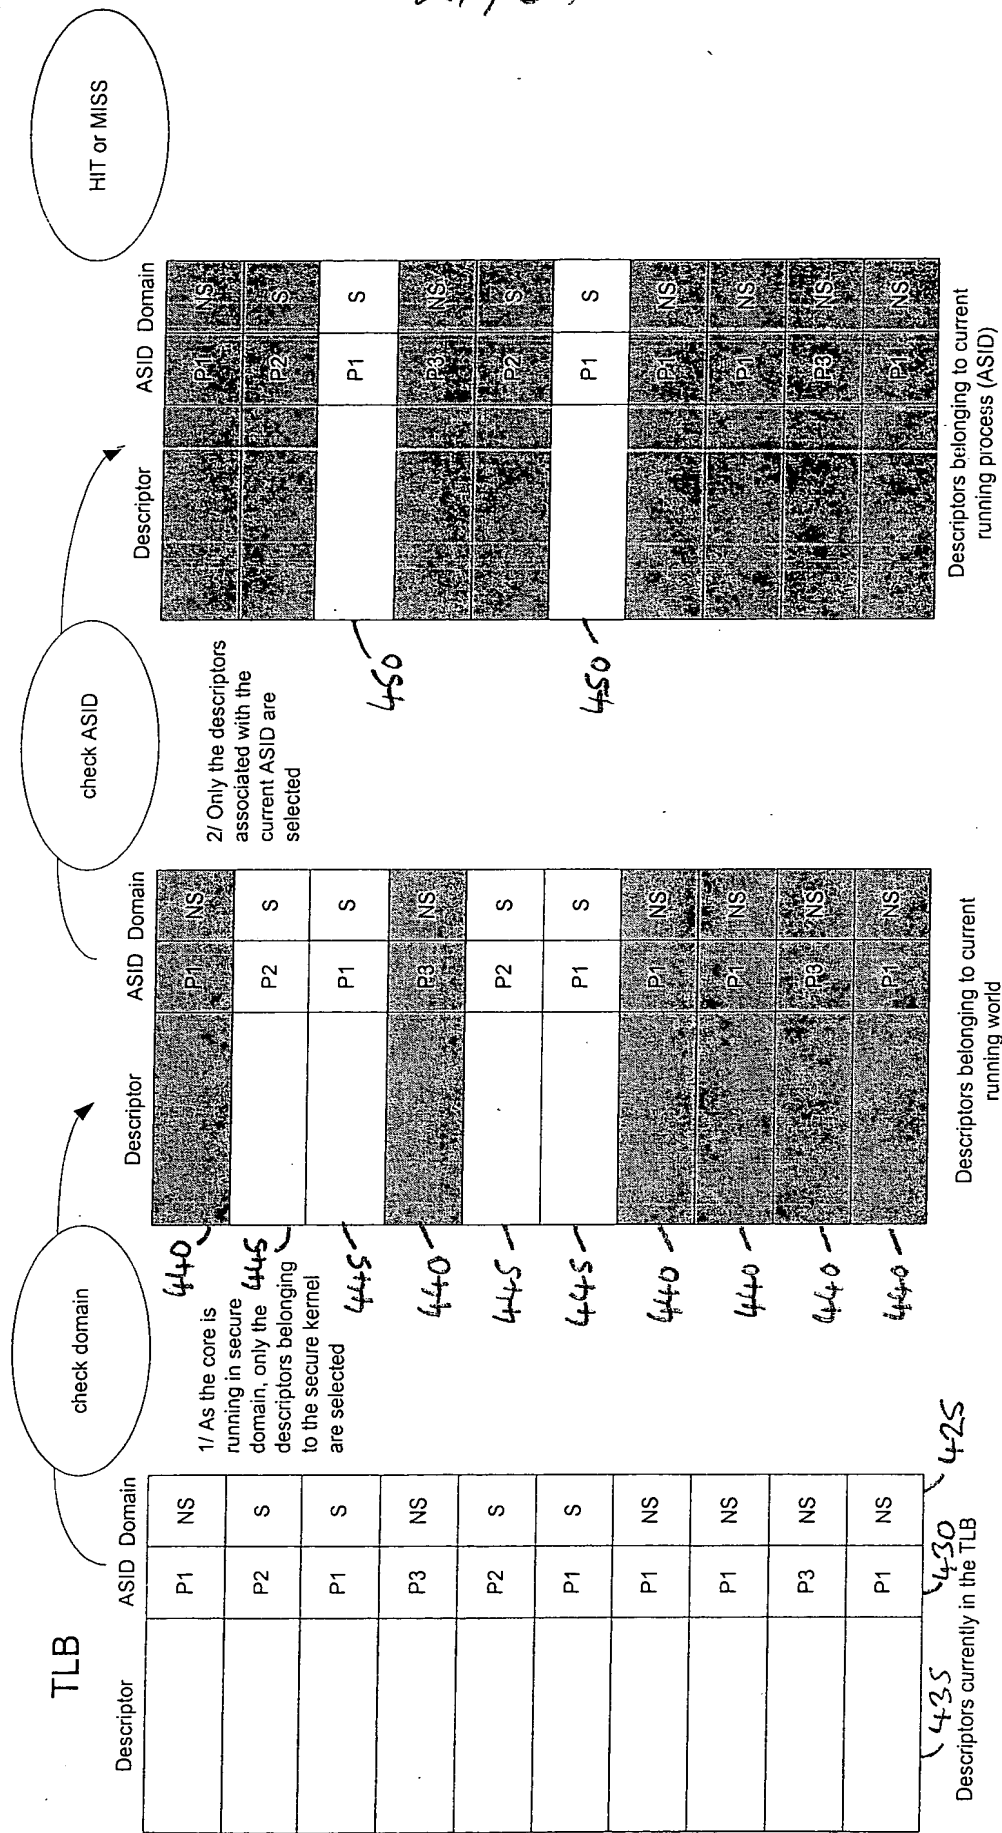 TLB
check domain
check ASID
HIT or MISS
Descriptor ASID Domain
P1 NS
P2 S
P1 S
P3 NS
P2 S
P1 S
P1 NS
P1 NS
P3 NS
P1 NS
435 430 425
Descriptors currently in the TLB
1/ As the core is
running in secure
domain, only the
descriptors belonging
to the secure kernel
are selected
Descriptor ASID Domain
440 P1 NS
445 P2 S
445 P1 S
440 P3 NS
445 P2 S
445 P1 S
440 P1 NS
440 P1 NS
440 P3 NS
440 P1 NS
Descriptors belonging to current
running world
2/ Only the descriptors
associated with the
current ASID are
selected
Descriptor ASID Domain
P1 NS
P2 S
450 P1 S
P3 NS
P2 S
450 P1 S
P1 NS
P1 NS
P3 NS
P1 NS
Descriptors belonging to current
running process (ASID)